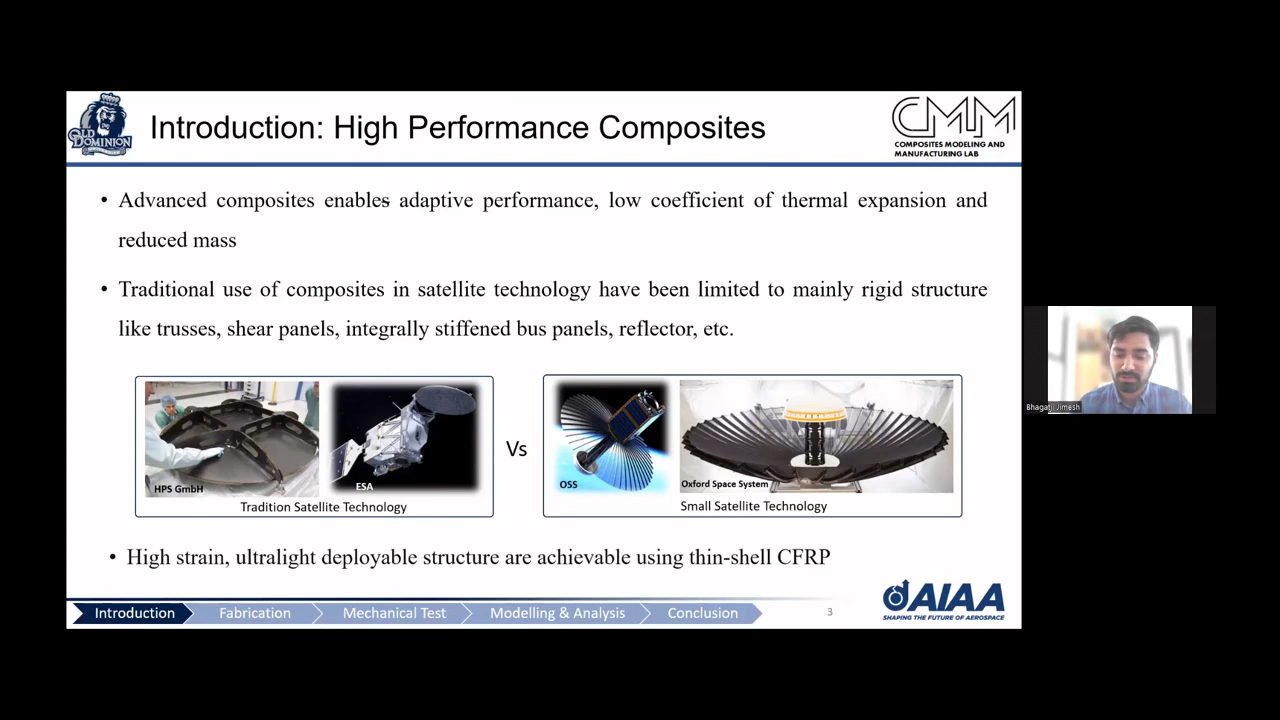 OLD DOMINION
Introduction: High Performance Composites
CMM
COMPOSITES MODELING AND
MANUFACTURING LAB
• Advanced composites enables adaptive performance, low coefficient of thermal expansion and
reduced mass
• Traditional use of composites in satellite technology have been limited to mainly rigid structure
like trusses, shear panels, integrally stiffened bus panels, reflector, etc.
HPS GmbH
ESA
Tradition Satellite Technology
Vs
OSS
Oxford Space System
Small Satellite Technology
• High strain, ultralight deployable structure are achievable using thin-shell CFRP
Introduction
Fabrication
Mechanical Test
Modelling & Analysis
Conclusion
3
AIAA
SHAPING THE FUTURE OF AEROSPACE
Bhagatji Jimesh